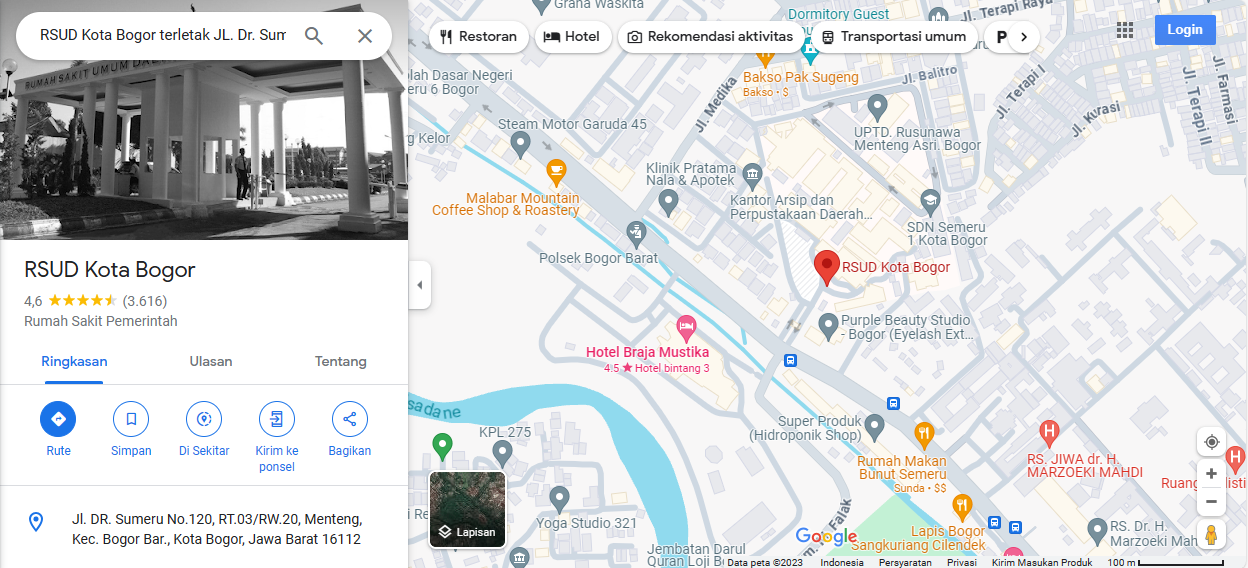 RSUD Kota Bogor terletak JL. Dr. Sum
RUMAH SAKIT UMUM DAE
RSUD Kota Bogor
4,6 (3.616)
Rumah Sakit Pemerintah
Ringkasan Ulasan Tentang
Rute Simpan Di Sekitar Kirim ke ponsel Bagikan
Jl. DR. Sumeru No.120, RT.03/RW.20, Menteng,
Kec. Bogor Bar., Kota Bogor, Jawa Barat 16112
Restoran Hotel Rekomendasi aktivitas Transportasi umum P
Login
Grana Waskita
Dormitory Guest
Jl. Terapi Raya
Bakso Pak Sugeng
Bakso • $
Jl. Balitro
Jl. Terapi I
Jl. Kurasi
Jl. Terapi II
Jl. Farmasi
olah Dasar Negeri
eru 6 Bogor
Jl. Medika
Steam Motor Garuda 45
g Kelor
UPTD. Rusunawa
Menteng Asri. Bogor
Klinik Pratama
Nala & Apotek
Malabar Mountain
Coffee Shop & Roastery
Kantor Arsip dan
Perpustakaan Daerah...
SDN Semeru
1 Kota Bogor
Polsek Bogor Barat
RSUD Kota Bogor
Purple Beauty Studio
- Bogor (Eyelash Ext...
Hotel Braja Mustika
4.5 ★ Hotel bintang 3
sadane
KPL 275
Super Produk
(Hidroponik Shop)
Rumah Makan
Bunut Semeru
Sunda • $$
RS. JIWA dr. H.
MARZOEKI MAHDI
Ruang
listi
Lapisan
Yoga Studio 321
Falak
Lapis Bogor
Sangkuriang Cilendek
RS. Dr. H.
Marzoeki Mah
Jembatan Darul
Quran Loji B
Google
Data peta ©2023 Indonesia Persyaratan Privasi Kirim Masukan Produk 100 m